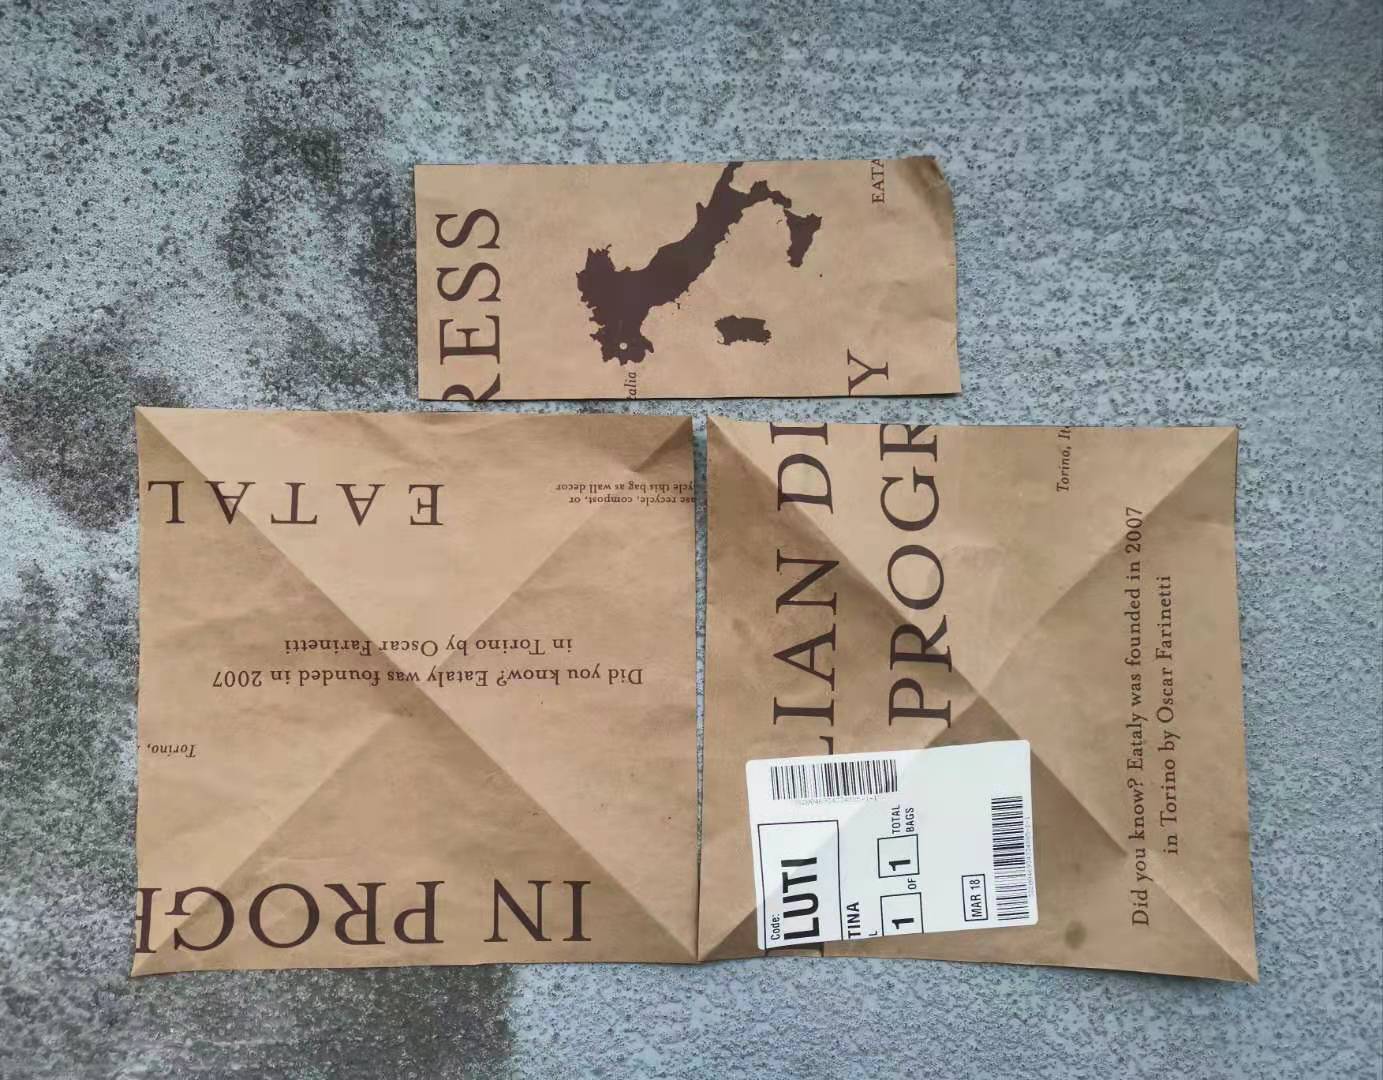 RESS
EATA
Y
talia
EATAL
ase recycle, compost, or
ycle this bag as wall decor
Did you know? Eataly was founded in 2007
in Torino by Oscar Farinetti
Torino,
IN PROG
LIAN DI
PROGR
Torino, It
Did you know? Eataly was founded in 2007
in Torino by Oscar Farinetti
Code:
LUTI
TINA
L
1 OF 1 TOTAL BAGS
MAR 18